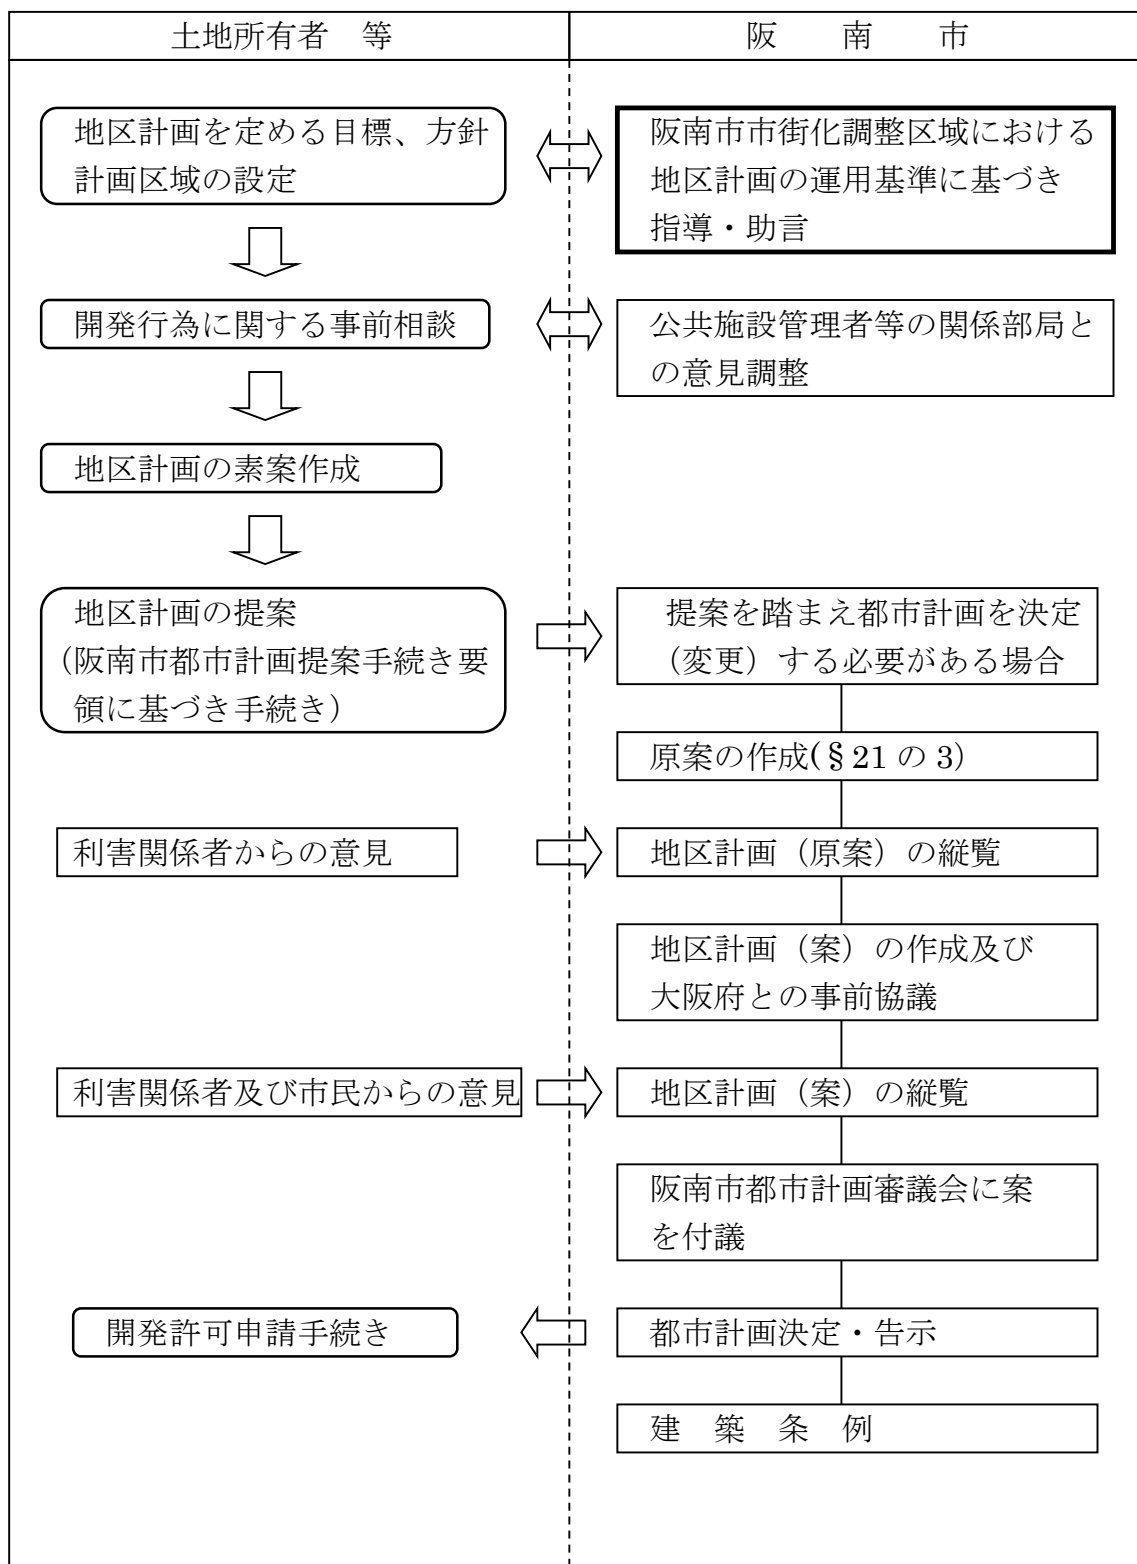 土地所有者　等
阪　　南　　市
地区計画を定める目標、方針
計画区域の設定
阪南市市街化調整区域における
地区計画の運用基準に基づき
指導・助言
開発行為に関する事前相談
公共施設管理者等の関係部局と
の意見調整
地区計画の素案作成
地区計画の提案
(阪南市都市計画提案手続き要
領に基づき手続き)
提案を踏まえ都市計画を決定
（変更）する必要がある場合
原案の作成(§21 の 3)
利害関係者からの意見
地区計画（原案）の縦覧
地区計画（案）の作成及び
大阪府との事前協議
利害関係者及び市民からの意見
地区計画（案）の縦覧
阪南市都市計画審議会に案
を付議
開発許可申請手続き
都市計画決定・告示
建　築　条　例